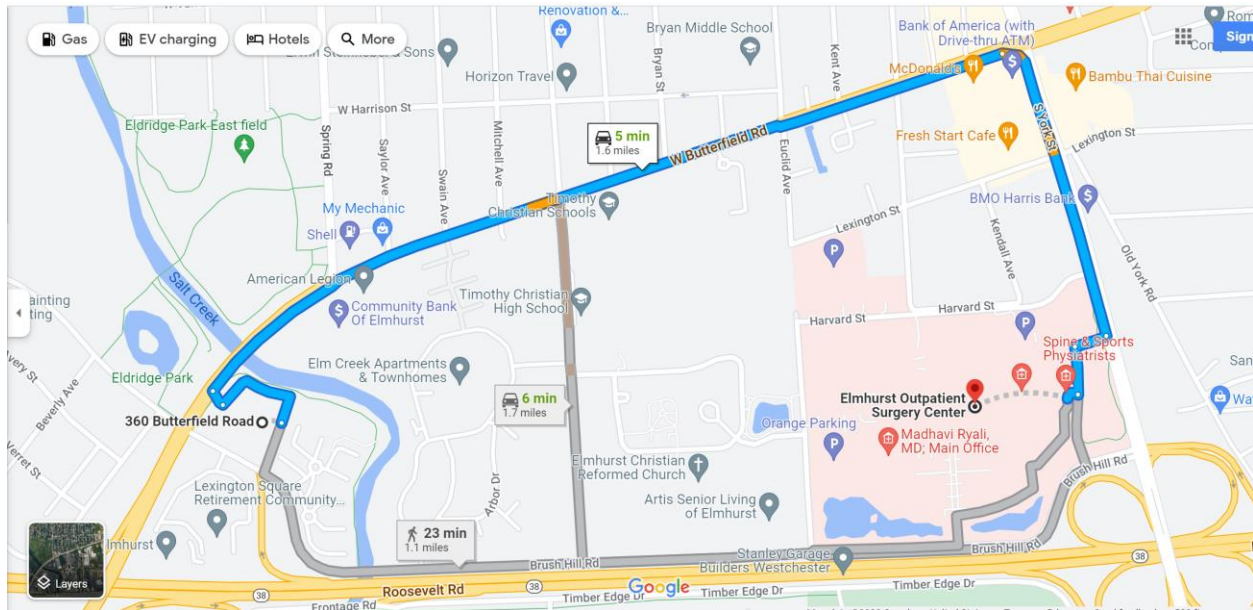 Gas
EV charging
Hotels
More
Renovation &...
Bryan Middle School
Bank of America (with
Drive-thru ATM)
Sign
& Sons
Horizon Travel
Bryan St
Kent Ave
McDonald's
Bambu Thai Cuisine
W Harrison St
Eldridge Park East field
Spring Rd
Saylor Ave
Mitchell Ave
5 min
1.6 miles
W Butterfield Rd
S York St
Fresh Start Cafe
Lexington St
Swain Ave
Euclid Ave
My Mechanic
Shell
Timothy
Christian Schools
BMO Harris Bank
Lexington St
Kendall Ave
Salt Creek
American Legion
Old York Rd
Community Bank
Of Elmhurst
Timothy Christian
High School
Harvard St
Harvard St
Beverly Ave
Eldridge Park
Elm Creek Apartments
& Townhomes
Spine & Sports
Physiatrists
6 min
1.7 miles
Elmhurst Outpatient
Surgery Center
360 Butterfield Road
Orange Parking
Madhavi Ryali,
MD; Main Office
Verret St
Elmhurst Christian
Reformed Church
Brush Hill Rd
Lexington Square
Retirement Community...
Arbor Dr
Artis Senior Living
of Elmhurst
23 min
1.1 miles
Brush Hill Rd
Stanley Garage
Builders Westchester
Brush Hill Rd
38
Layers
Roosevelt Rd
38
Google
38
Timber Edge Dr
Timber Edge Dr
Frontage Rd